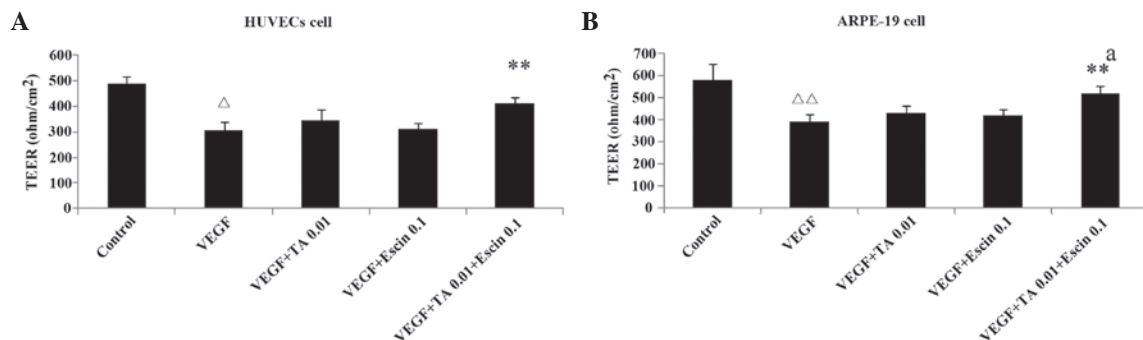 A
HUVECs cell
TEER (ohm/cm2)
600
500
400
300
200
100
0
△
**
Control
VEGF
VEGF+TA 0.01
VEGF+Escin 0.1
VEGF+TA 0.01+Escin 0.1
B
ARPE-19 cell
TEER (ohm/cm2)
700
600
500
400
300
200
100
0
△△
** a
Control
VEGF
VEGF+TA 0.01
VEGF+Escin 0.1
VEGF+TA 0.01+Escin 0.1